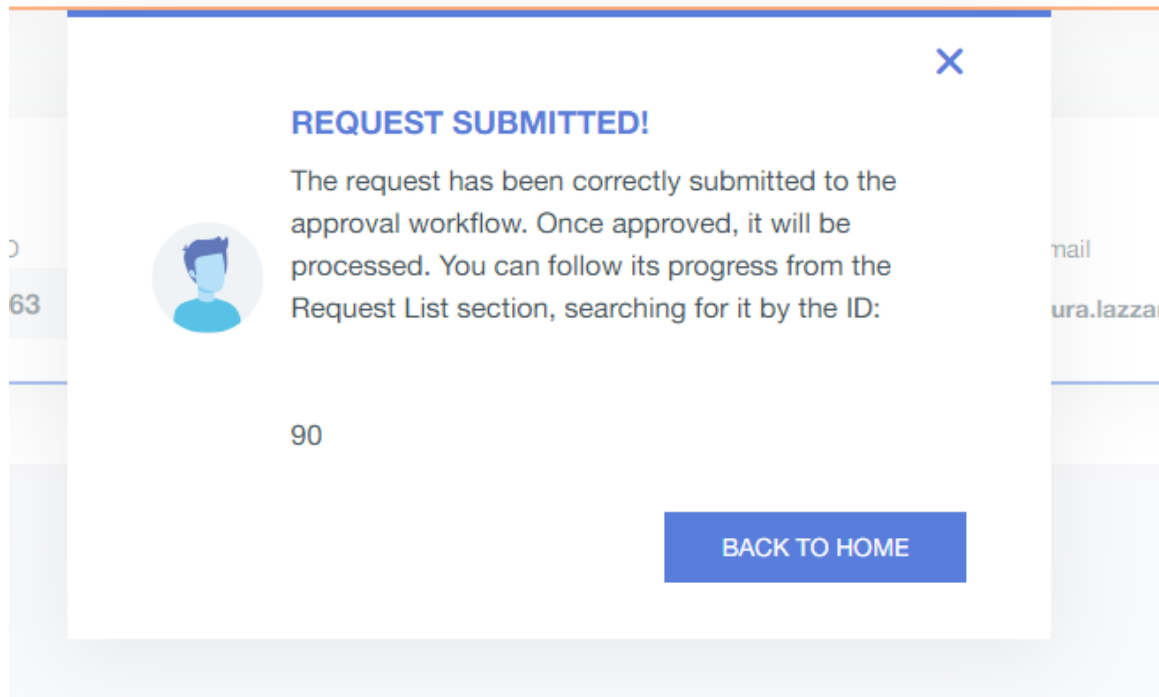 REQUEST SUBMITTED!
The request has been correctly submitted to the
approval workflow. Once approved, it will be
processed. You can follow its progress from the
Request List section, searching for it by the ID:
63
90
BACK TO HOME